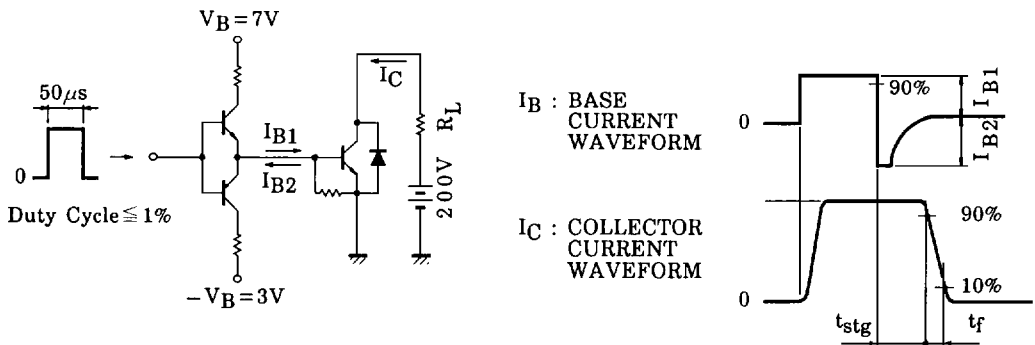 V_B=7V
50μs
0
Duty Cycle≦1%
I_B1
I_B2
−V_B=3V
I_C
R_L
200V
I_B : BASE
CURRENT
WAVEFORM
0
90%
I_B1
I_B2
I_C : COLLECTOR
CURRENT
WAVEFORM
0
90%
10%
t_stg
t_f